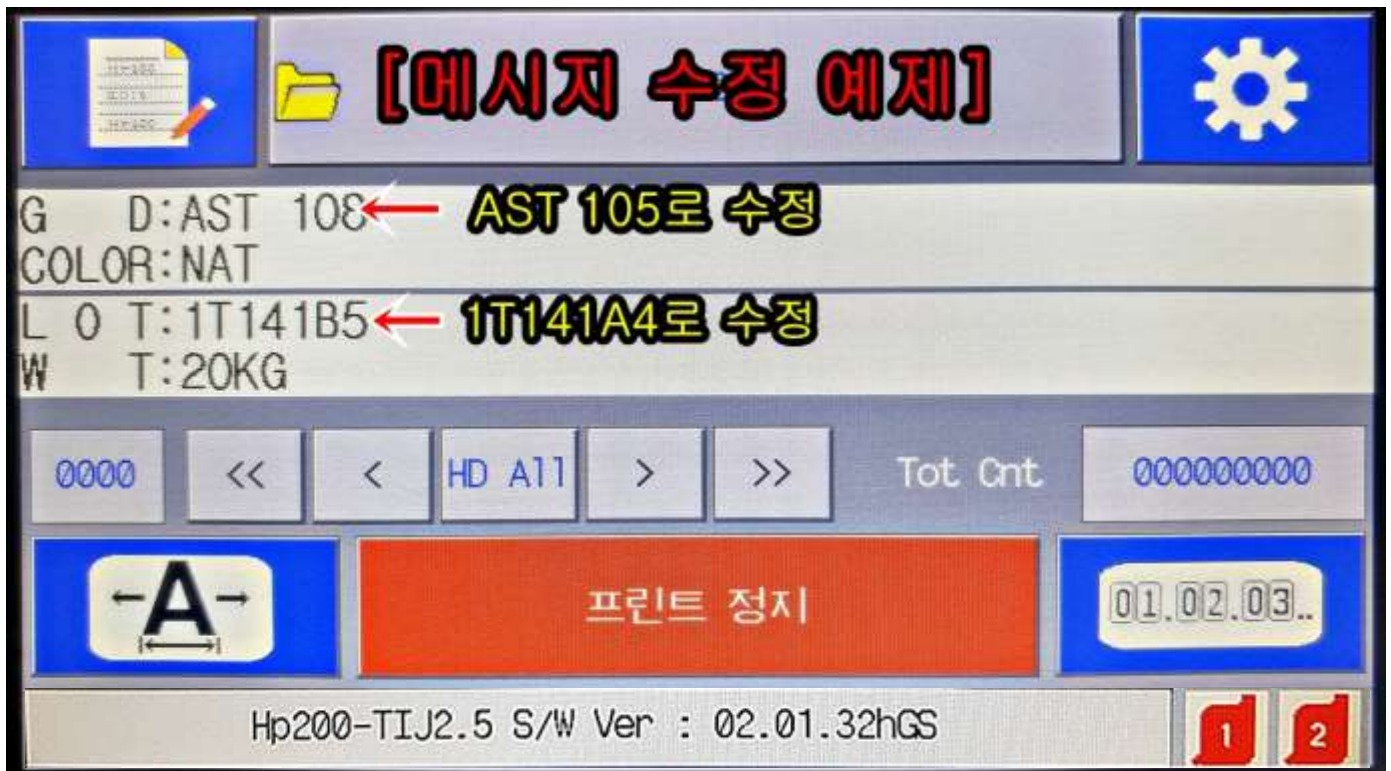 [메시지 수정 예제]
G D:AST 108 ← AST 105로 수정
COLOR:NAT
L O T:1T141B5 ← 1T141A4로 수정
W T:20KG
0000 << < HD All > >> Tot Cnt 000000000
←A→ 프린트 정지 01.02.03..
Hp200-TIJ2.5 S/W Ver : 02.01.32hGS 1 2